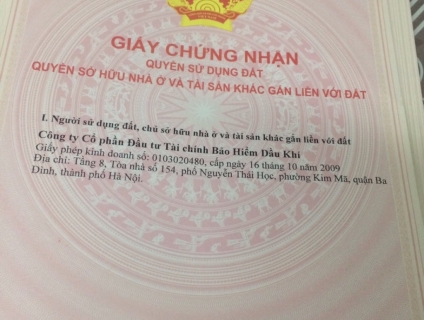 GIẤY CHỨNG NHẬN
QUYỀN SỬ DỤNG ĐẤT
QUYỀN SỞ HỮU NHÀ Ở VÀ TÀI SẢN KHÁC GẮN LIỀN VỚI ĐẤT
I. Người sử dụng đất, chủ sở hữu nhà ở và tài sản khác gắn liền với đất
Công ty Cổ phần Đầu tư Tài chính Bảo Hiểm Dầu Khí
Giấy phép kinh doanh số: 0103020480, cấp ngày 16 tháng 10 năm 2009
Địa chỉ: Tầng 8, Tòa nhà số 154, phố Nguyễn Thái Học, phường Kim Mã, quận Ba
Đình, thành phố Hà Nội.